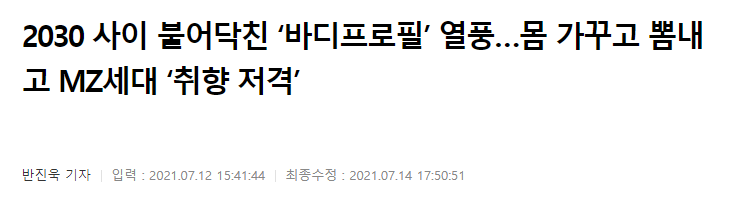 2030 사이 불어닥친 ‘바디프로필’ 열풍…몸 가꾸고 뽐내
고 MZ세대 ‘취향 저격’
반진욱 기자 | 입력 : 2021.07.12 15:41:44 | 최종수정 : 2021.07.14 17:50:51